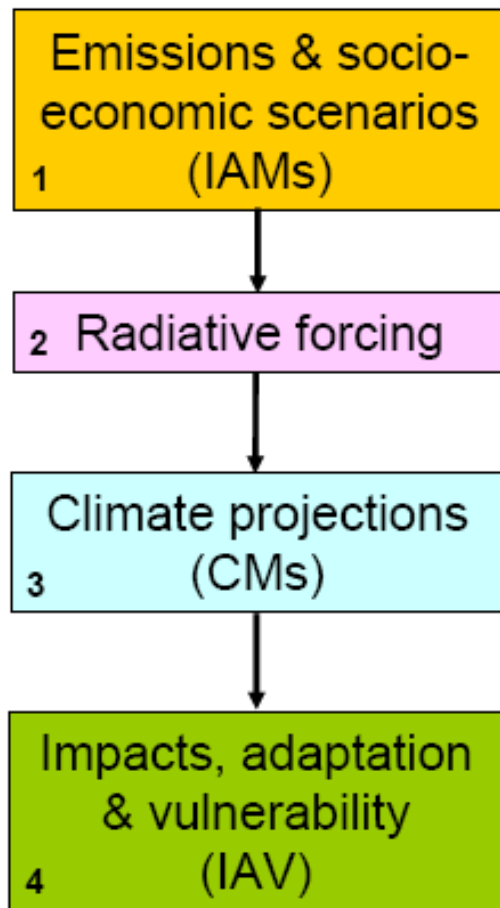 Emissions & socio-
economic scenarios
1 (IAMs)
2 Radiative forcing
Climate projections
3 (CMs)
Impacts, adaptation
& vulnerability
4 (IAV)